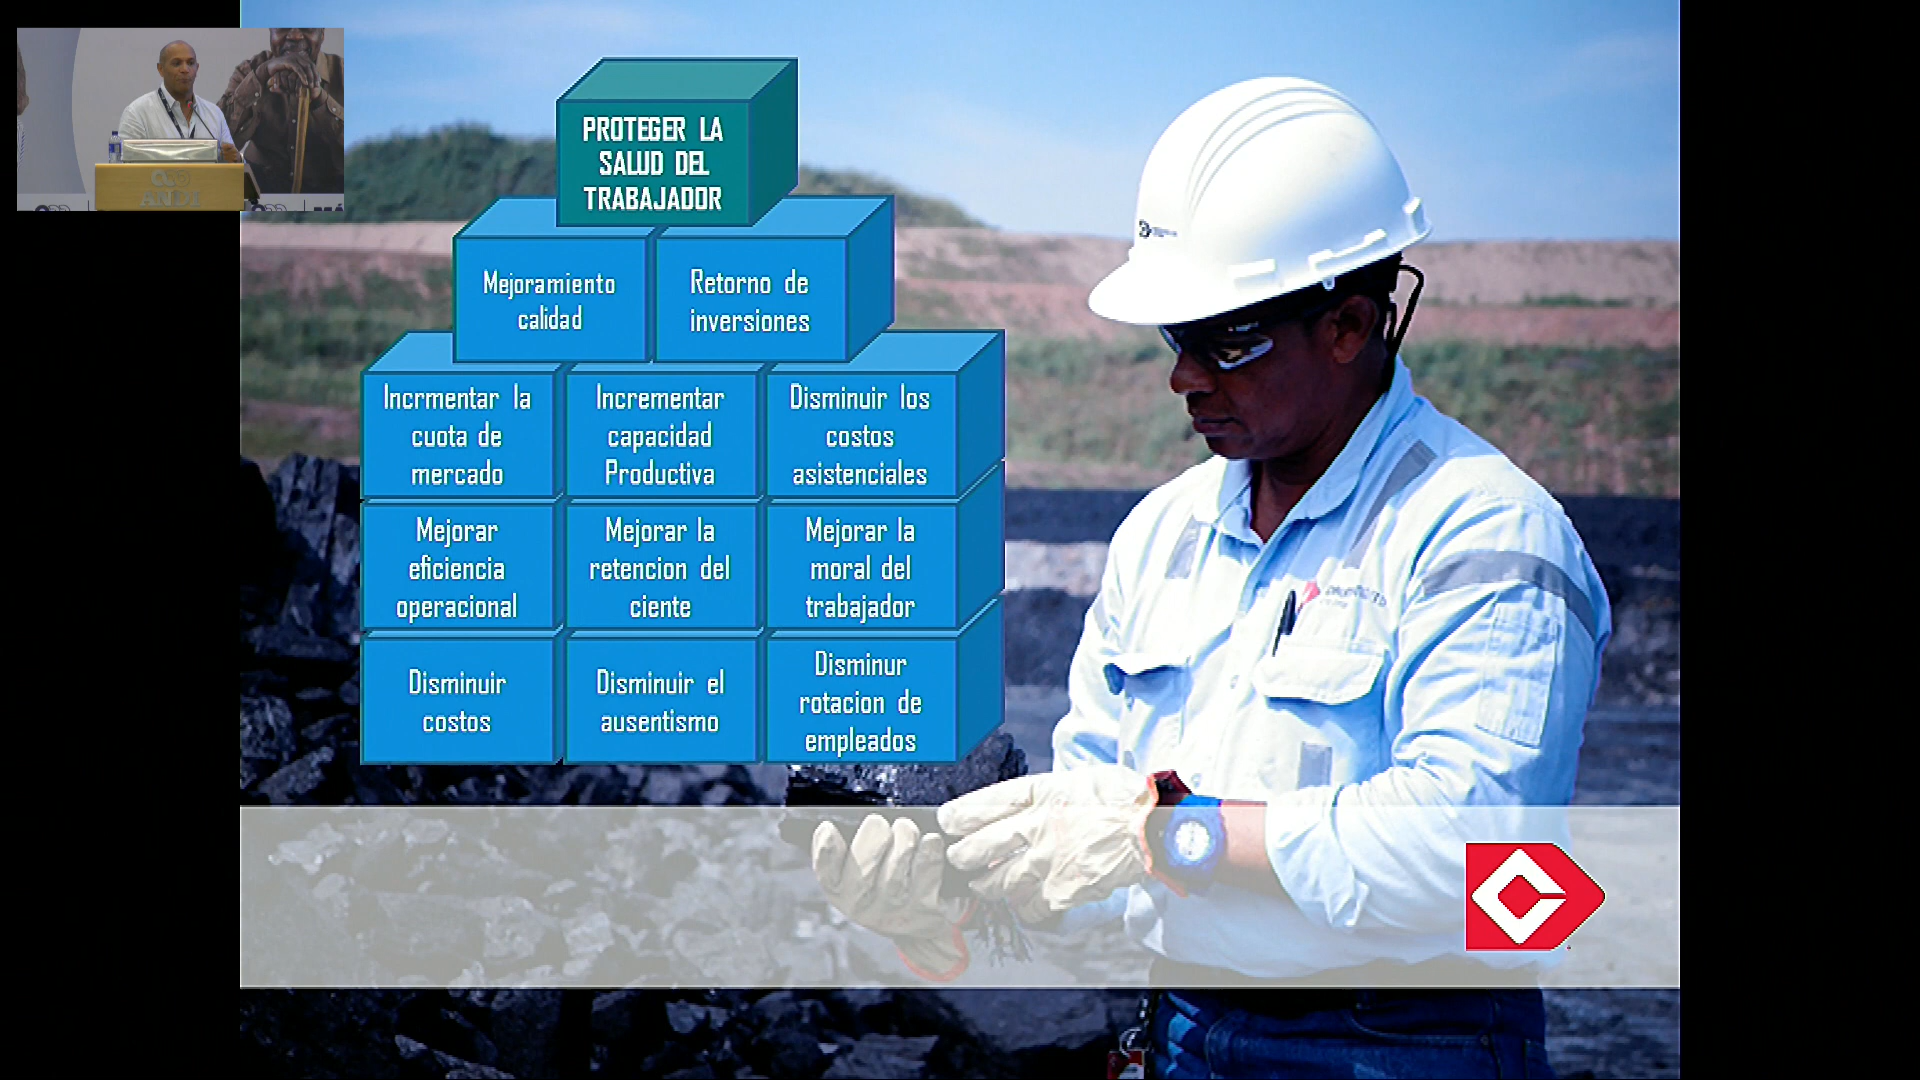 PROTEGER LA
SALUD DEL
TRABAJADOR
Mejoramiento
calidad
Retorno de
inversiones
Incrmentar la
cuota de
mercado
Incrementar
capacidad
Productiva
Disminuir los
costos
asistenciales
Mejorar
eficiencia
operacional
Mejorar la
retencion del
ciente
Mejorar la
moral del
trabajador
Disminuir
costos
Disminuir el
ausentismo
Disminur
rotacion de
empleados
ANDI